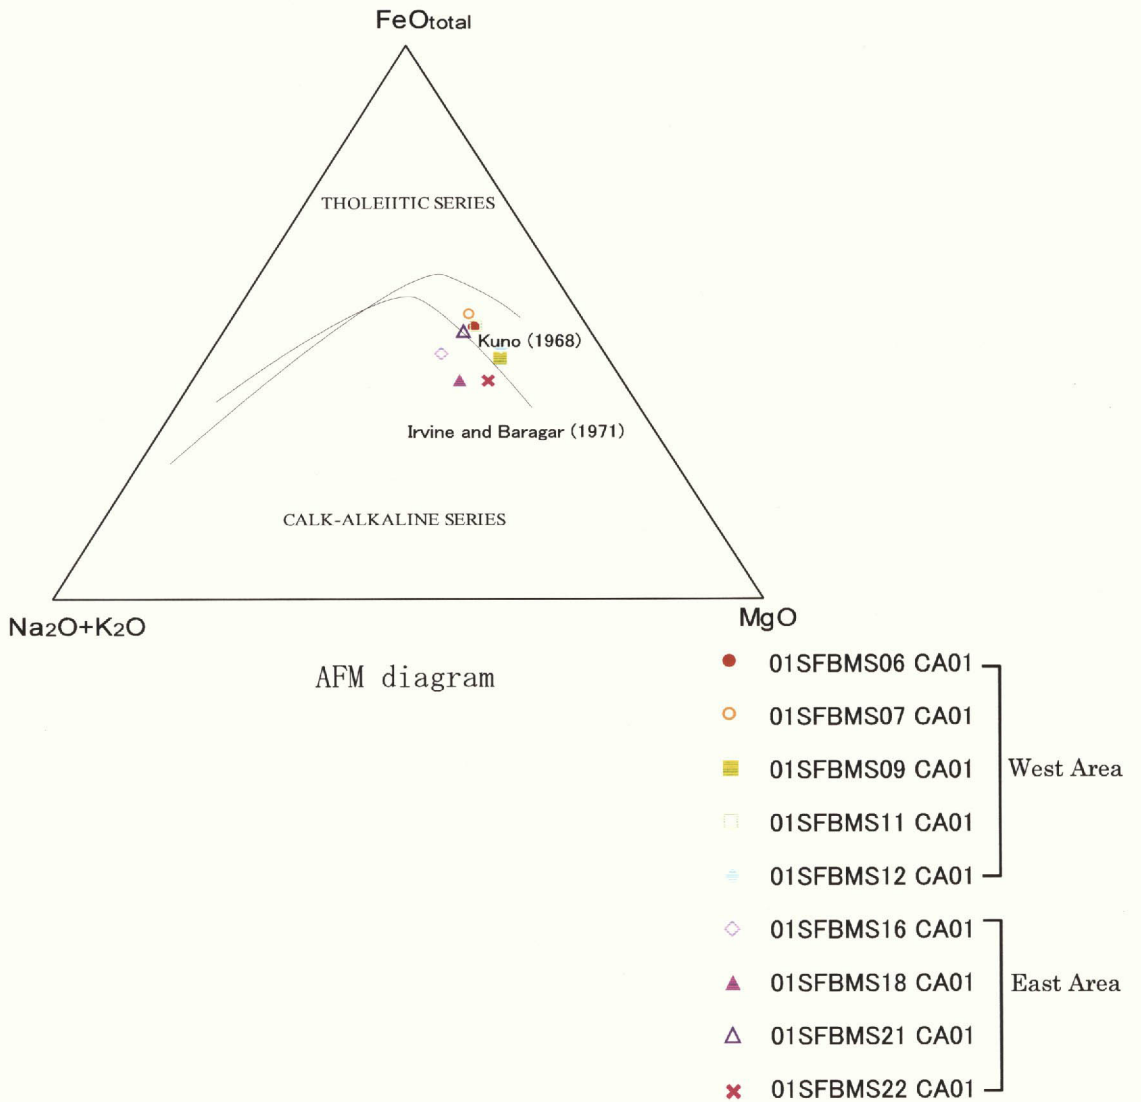 FeOtotal
THOLEIITIC SERIES
Kuno (1968)
Irvine and Baragar (1971)
CALK-ALKALINE SERIES
Na2O+K2O
MgO
AFM diagram
01SFBMS06 CA01
01SFBMS07 CA01
01SFBMS09 CA01
West Area
01SFBMS11 CA01
01SFBMS12 CA01
01SFBMS16 CA01
01SFBMS18 CA01
East Area
01SFBMS21 CA01
01SFBMS22 CA01